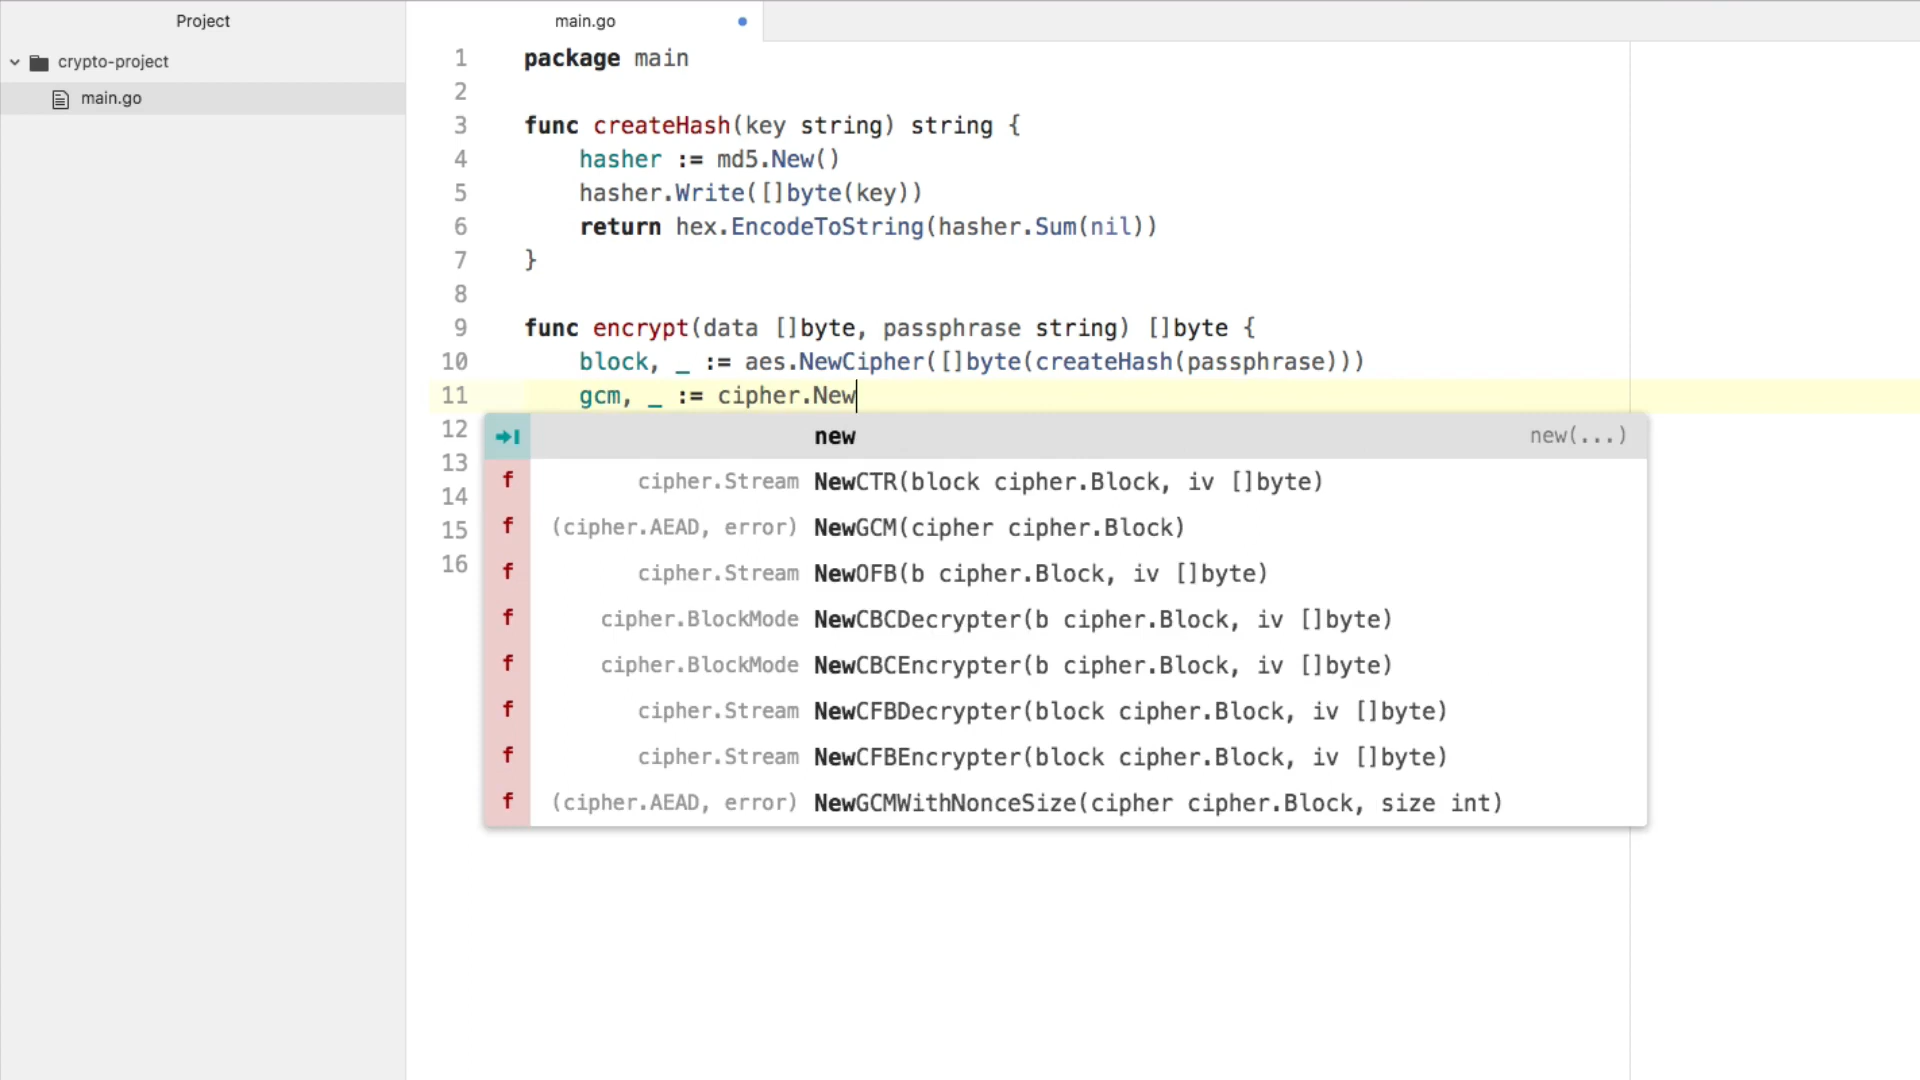 Project
crypto-project
main.go
main.go
1 package main
2
3 func createHash(key string) string {
4 hasher := md5.New()
5 hasher.Write([]byte(key))
6 return hex.EncodeToString(hasher.Sum(nil))
7 }
8
9 func encrypt(data []byte, passphrase string) []byte {
10 block, _ := aes.NewCipher([]byte(createHash(passphrase)))
11 gcm, _ := cipher.New
12 new new(...)
13 f cipher.Stream NewCTR(block cipher.Block, iv []byte)
14 f (cipher.AEAD, error) NewGCM(cipher cipher.Block)
15 f cipher.Stream NewOFB(b cipher.Block, iv []byte)
16 f cipher.BlockMode NewCBCDecrypter(b cipher.Block, iv []byte)
f cipher.BlockMode NewCBCEncrypter(b cipher.Block, iv []byte)
f cipher.Stream NewCFBDecrypter(block cipher.Block, iv []byte)
f cipher.Stream NewCFBEncrypter(block cipher.Block, iv []byte)
f (cipher.AEAD, error) NewGCMWithNonceSize(cipher cipher.Block, size int)